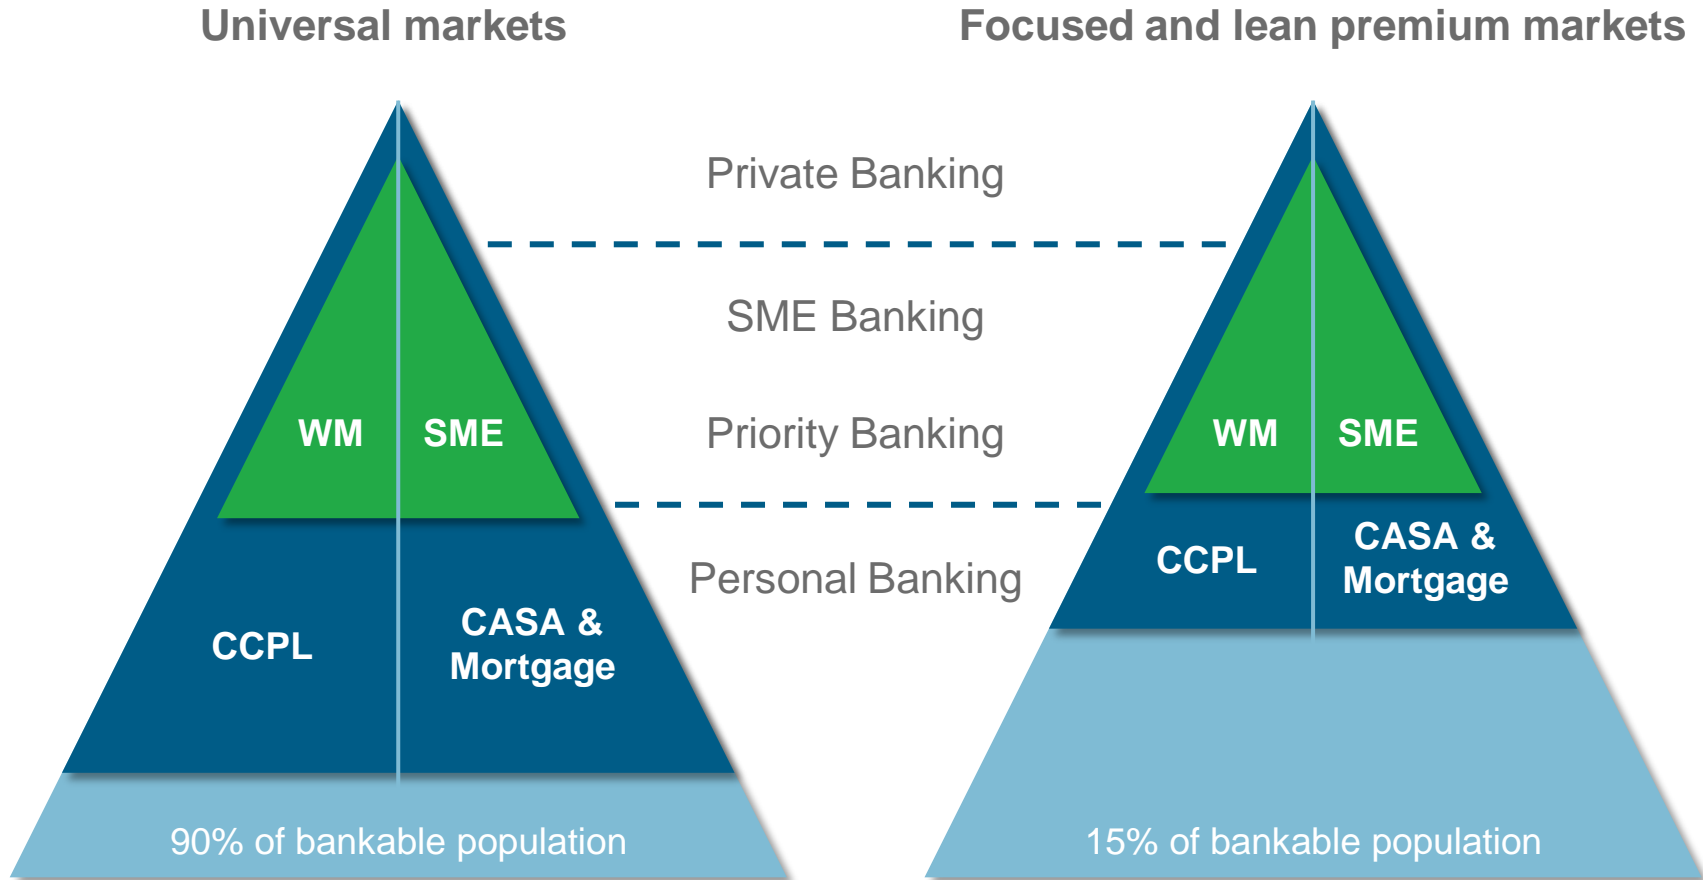 Universal markets
Focused and lean premium markets
Private Banking
SME Banking
Priority Banking
Personal Banking
WM
SME
CCPL
CASA &
Mortgage
90% of bankable population
WM
SME
CCPL
CASA &
Mortgage
15% of bankable population